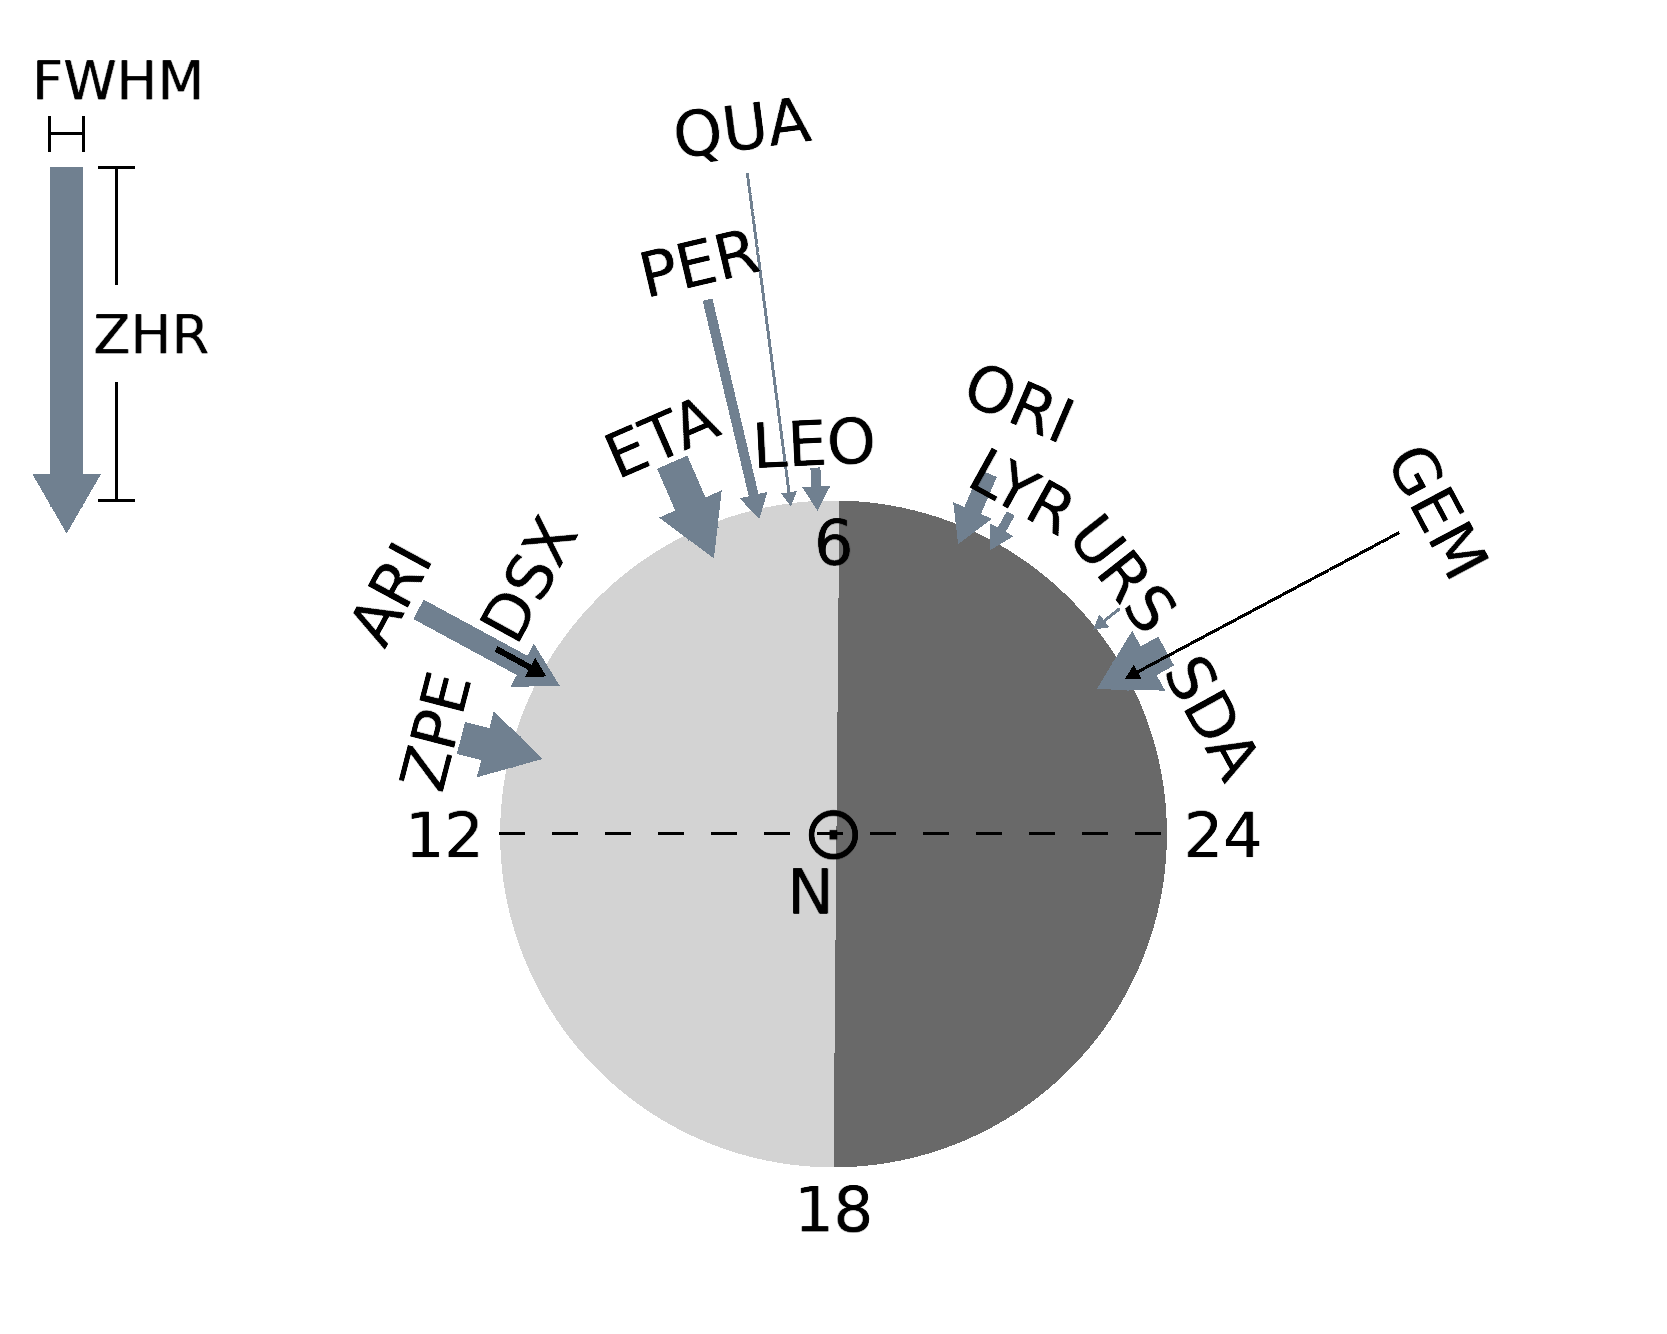 FWHM
ZHR
QUA
PER
ETA
LEO
ORI
LYR
URS
GEM
SDA
ARI
DSX
ZPE
6
12
24
N
18